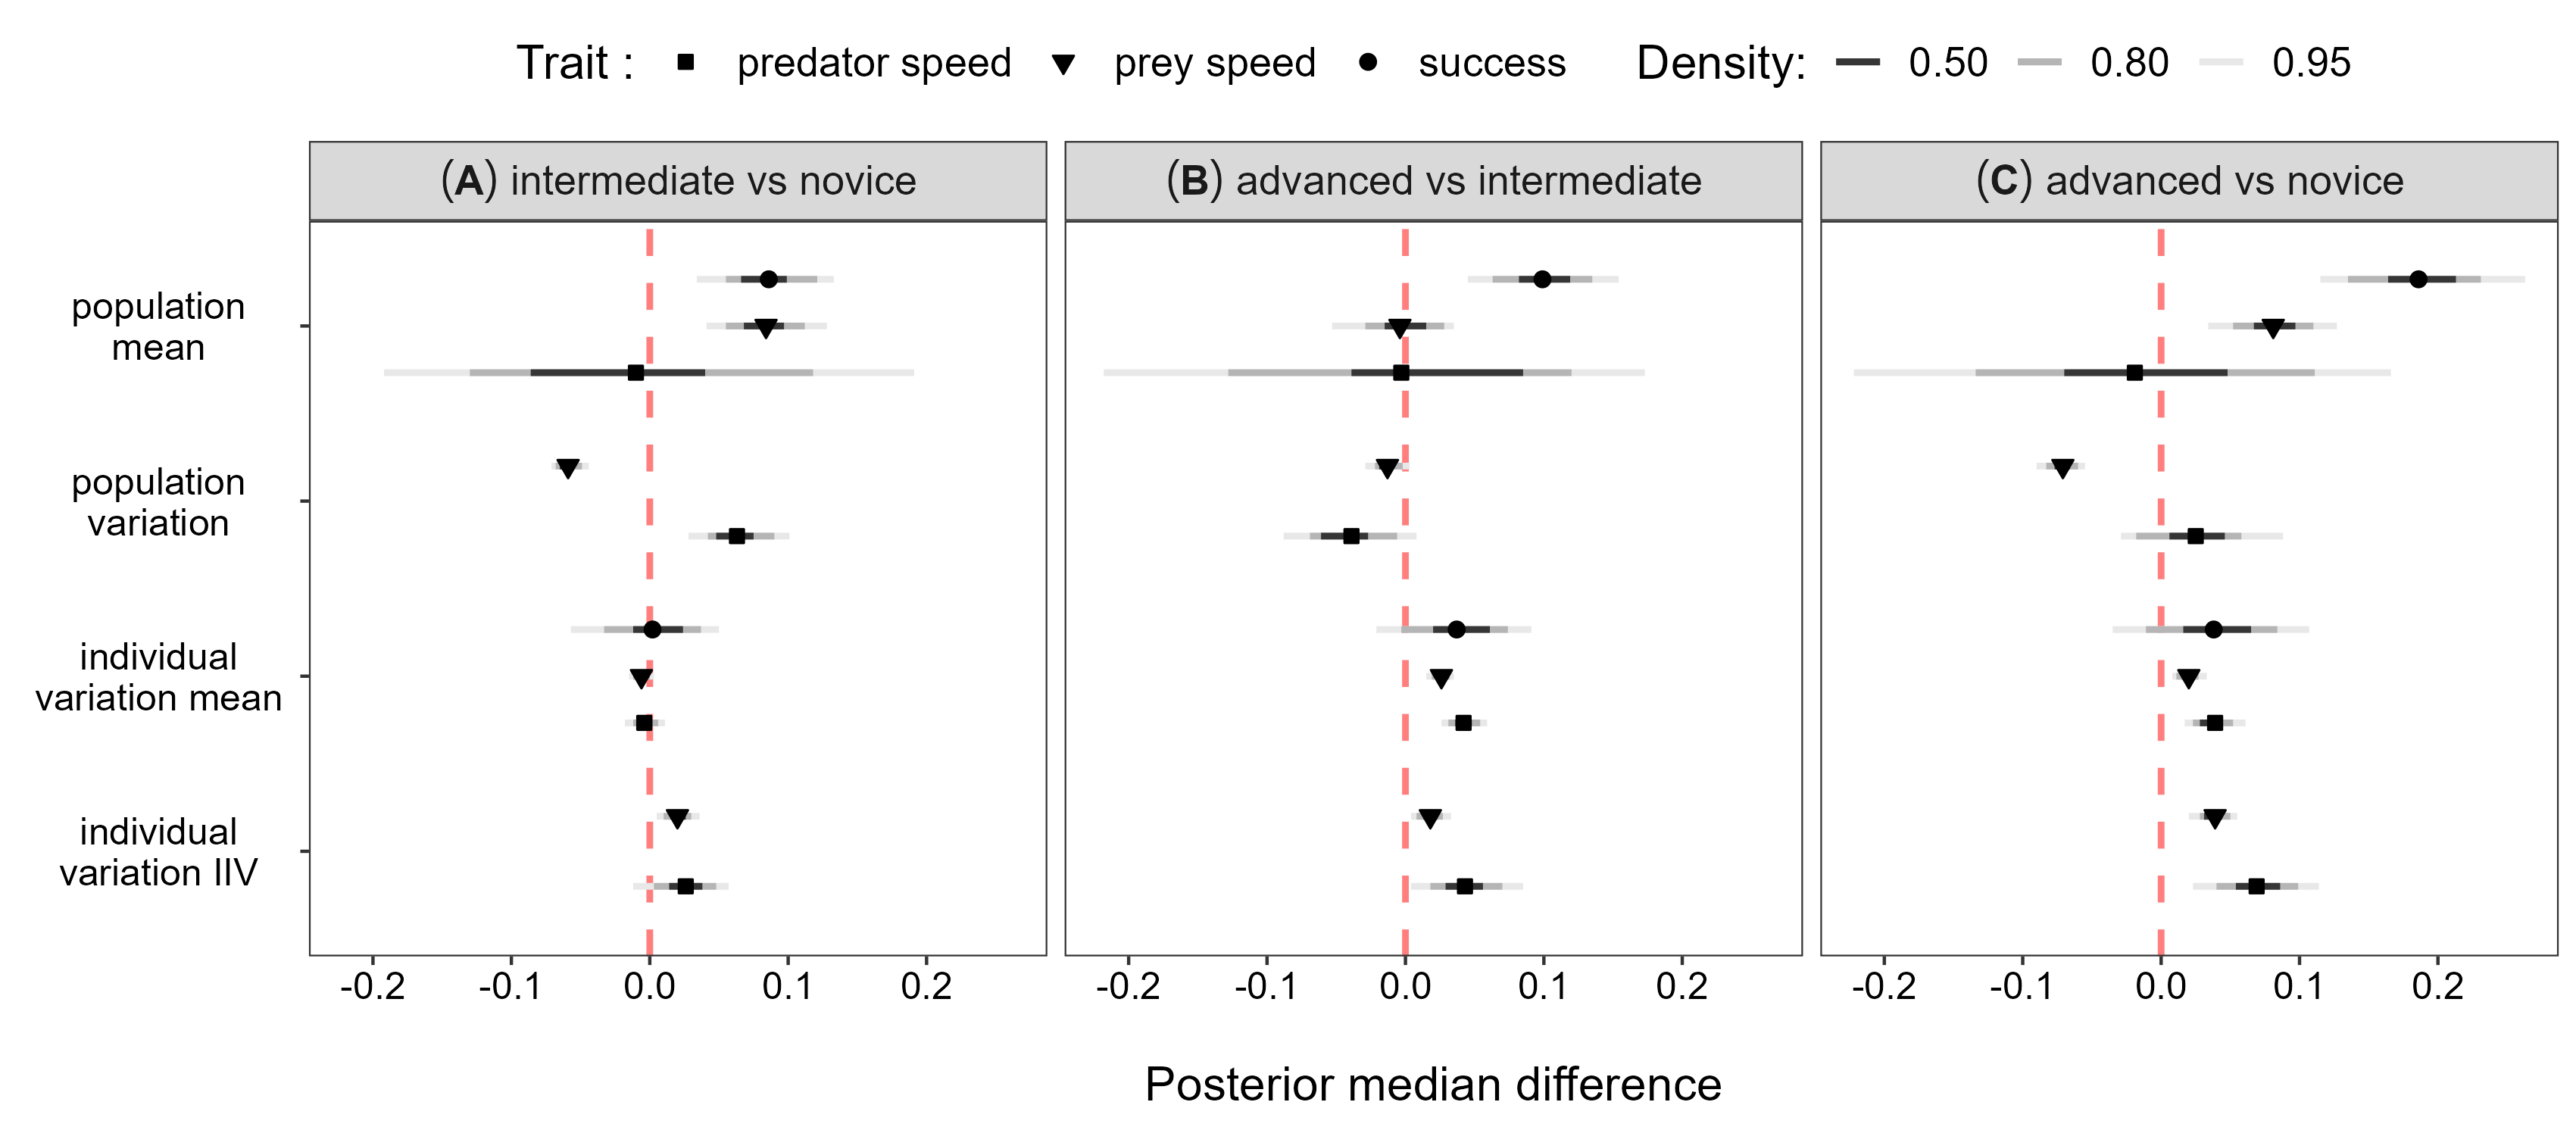 Trait : predator speed prey speed success Density: 0.50 0.80 0.95
(A) intermediate vs novice
(B) advanced vs intermediate
(C) advanced vs novice
population
mean
population
variation
individual
variation mean
individual
variation IIV
-0.2 -0.1 0.0 0.1 0.2
-0.2 -0.1 0.0 0.1 0.2
-0.2 -0.1 0.0 0.1 0.2
Posterior median difference